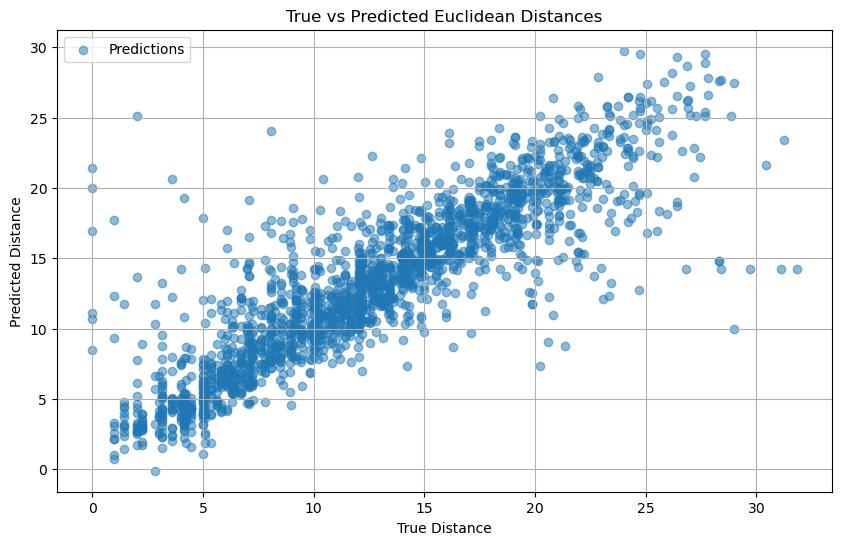 True vs Predicted Euclidean Distances
Predictions
Predicted Distance
30
25
20
15
10
5
0
0 5 10 15 20 25 30
True Distance